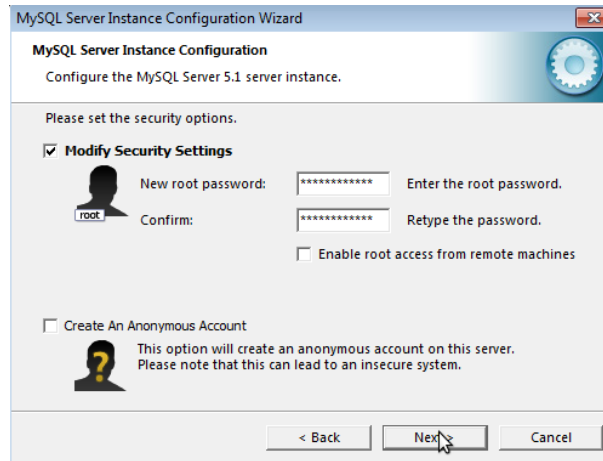 MySQL Server Instance Configuration Wizard
MySQL Server Instance Configuration
Configure the MySQL Server 5.1 server instance.
Please set the security options.
Modify Security Settings
New root password: ************ Enter the root password.
root
Confirm: ************ Retype the password.
Enable root access from remote machines
Create An Anonymous Account
This option will create an anonymous account on this server.
Please note that this can lead to an insecure system.
< Back Next > Cancel